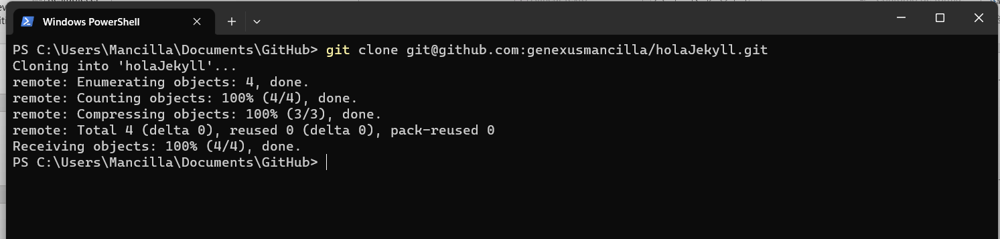 Windows PowerShell
PS C:\Users\Mancilla\Documents\GitHub> git clone git@github.com:genexusmancilla/holaJekyll.git
Cloning into 'holaJekyll'...
remote: Enumerating objects: 4, done.
remote: Counting objects: 100% (4/4), done.
remote: Compressing objects: 100% (3/3), done.
remote: Total 4 (delta 0), reused 0 (delta 0), pack-reused 0
Receiving objects: 100% (4/4), done.
PS C:\Users\Mancilla\Documents\GitHub>